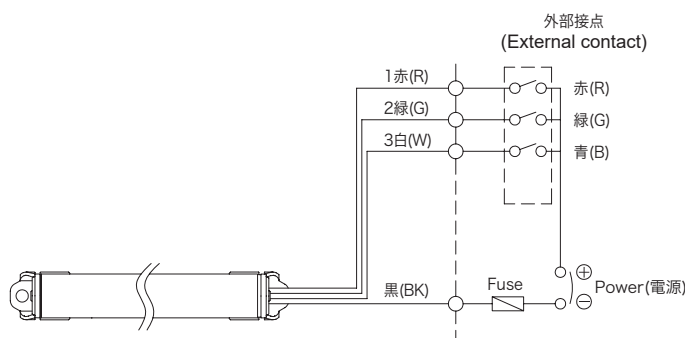 外部接点
(External contact)
1赤(R)
赤(R)
2緑(G)
緑(G)
3白(W)
青(B)
黒(BK)
Fuse
⊕
Power(電源)
⊖